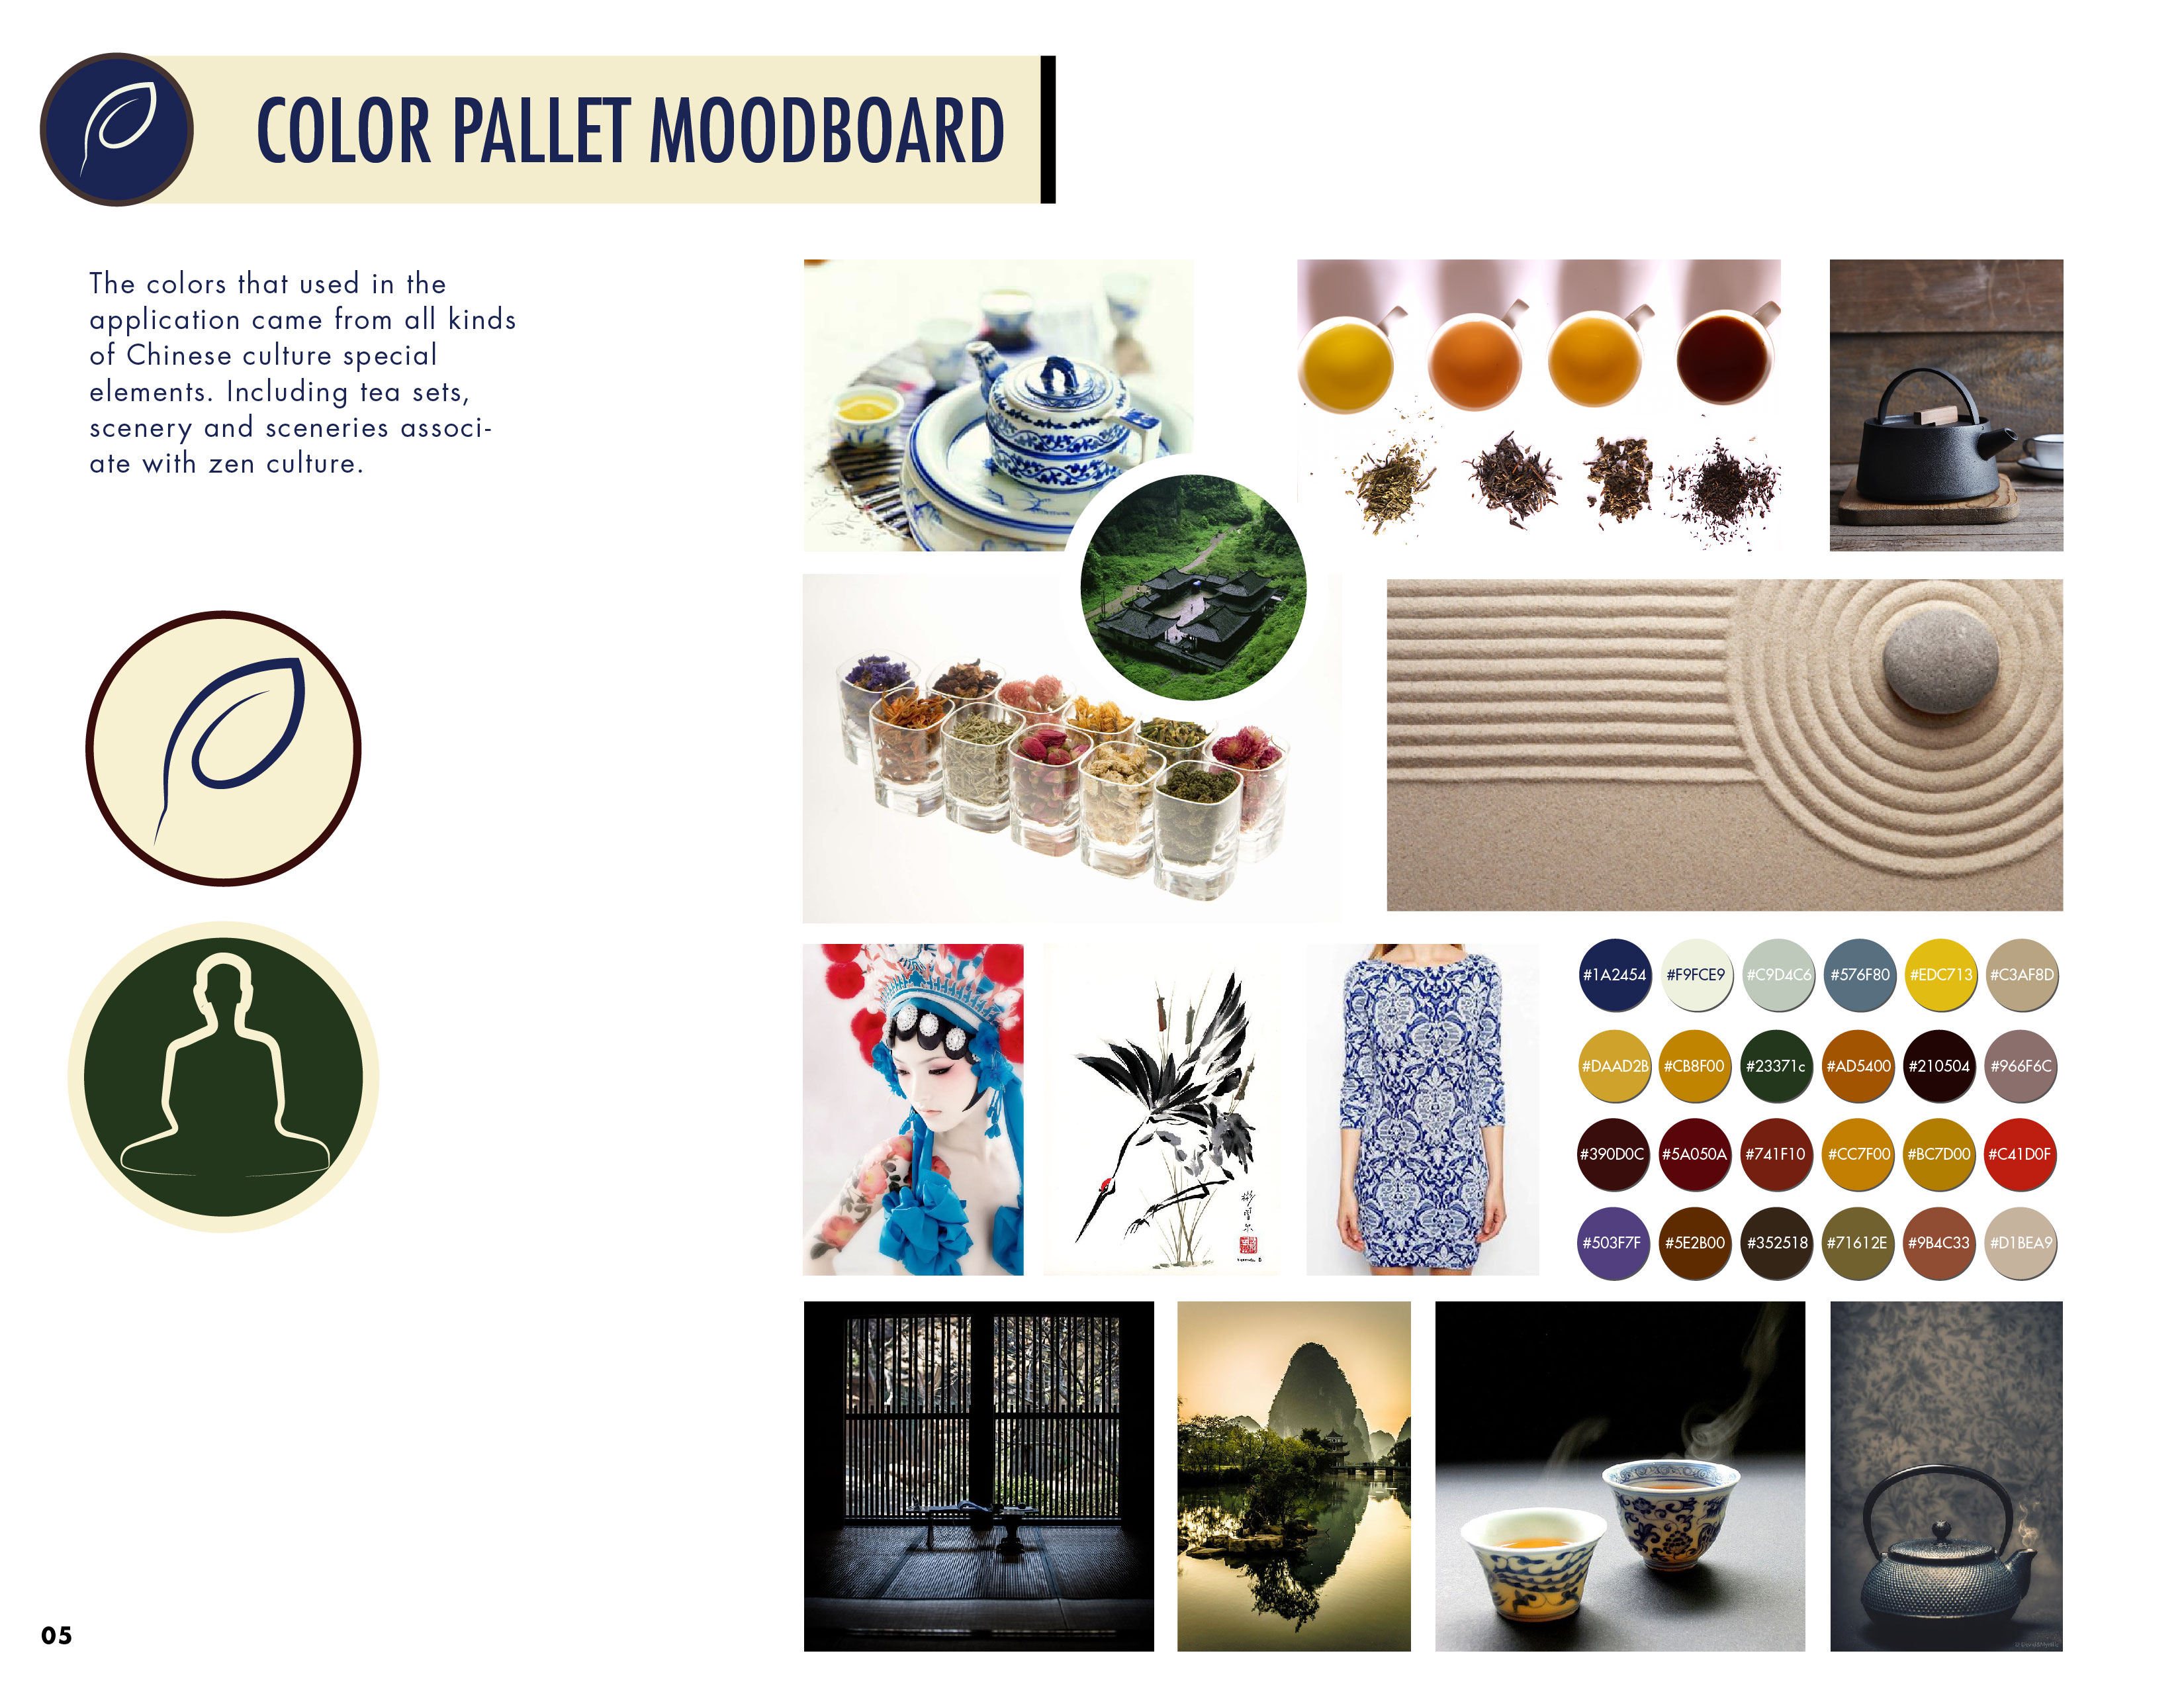 COLOR PALLET MOODBOARD
The colors that used in the
application came from all kinds
of Chinese culture special
elements. Including tea sets,
scenery and sceneries associ-
ate with zen culture.
#1A2454 #F9FCE9 #C9D4C6 #576F80 #EDC713 #C3AF8D
#DAAD2B #CB8F00 #23371c #AD5400 #210504 #966F6C
#390D0C #5A050A #741F10 #CC7F00 #BC7D00 #C41D0F
#503F7F #5E2B00 #352518 #71612E #9B4C33 #D1BEA9
05